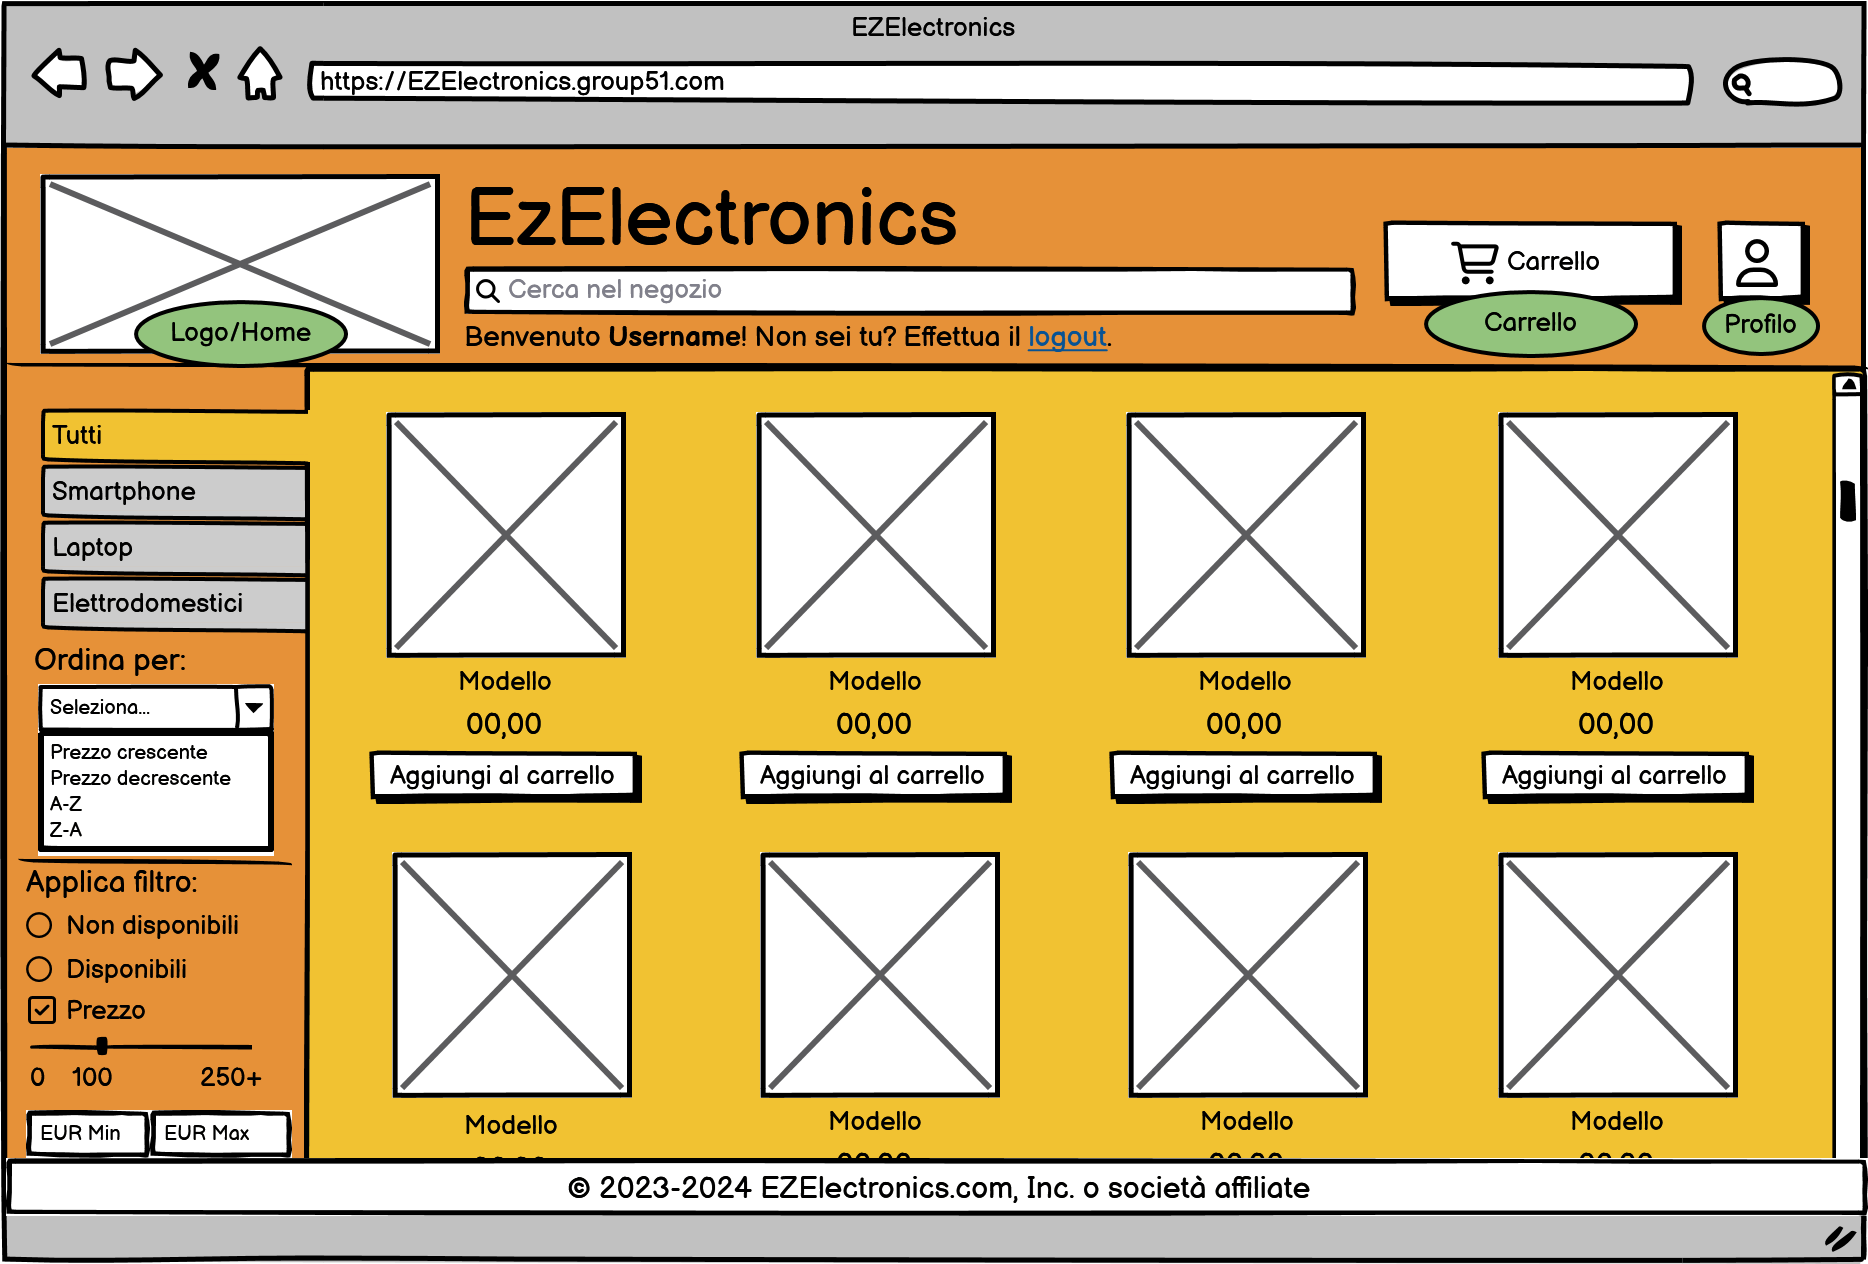 EZElectronics
https://EZElectronics.group51.com
EzElectronics
Cerca nel negozio
Benvenuto Username! Non sei tu? Effettua il logout.
Logo/Home
Carrello
Carrello
Profilo
Tutti
Smartphone
Laptop
Elettrodomestici
Ordina per:
Seleziona...
Prezzo crescente
Prezzo decrescente
A-Z
Z-A
Applica filtro:
Non disponibili
Disponibili
Prezzo
0 100 250+
EUR Min EUR Max
Modello Modello Modello Modello
00,00 00,00 00,00 00,00
Aggiungi al carrello Aggiungi al carrello Aggiungi al carrello Aggiungi al carrello
Modello Modello Modello Modello
© 2023-2024 EZElectronics.com, Inc. o società affiliate